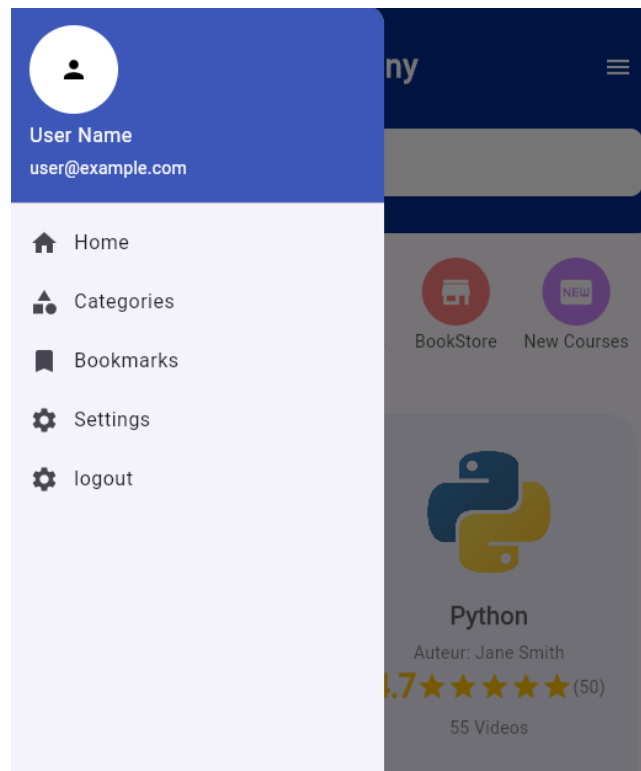 ny
User Name
user@example.com
Home
Categories
Bookmarks
Settings
logout
BookStore
New Courses
NEW
Python
Auteur: Jane Smith
.7
(50)
55 Videos